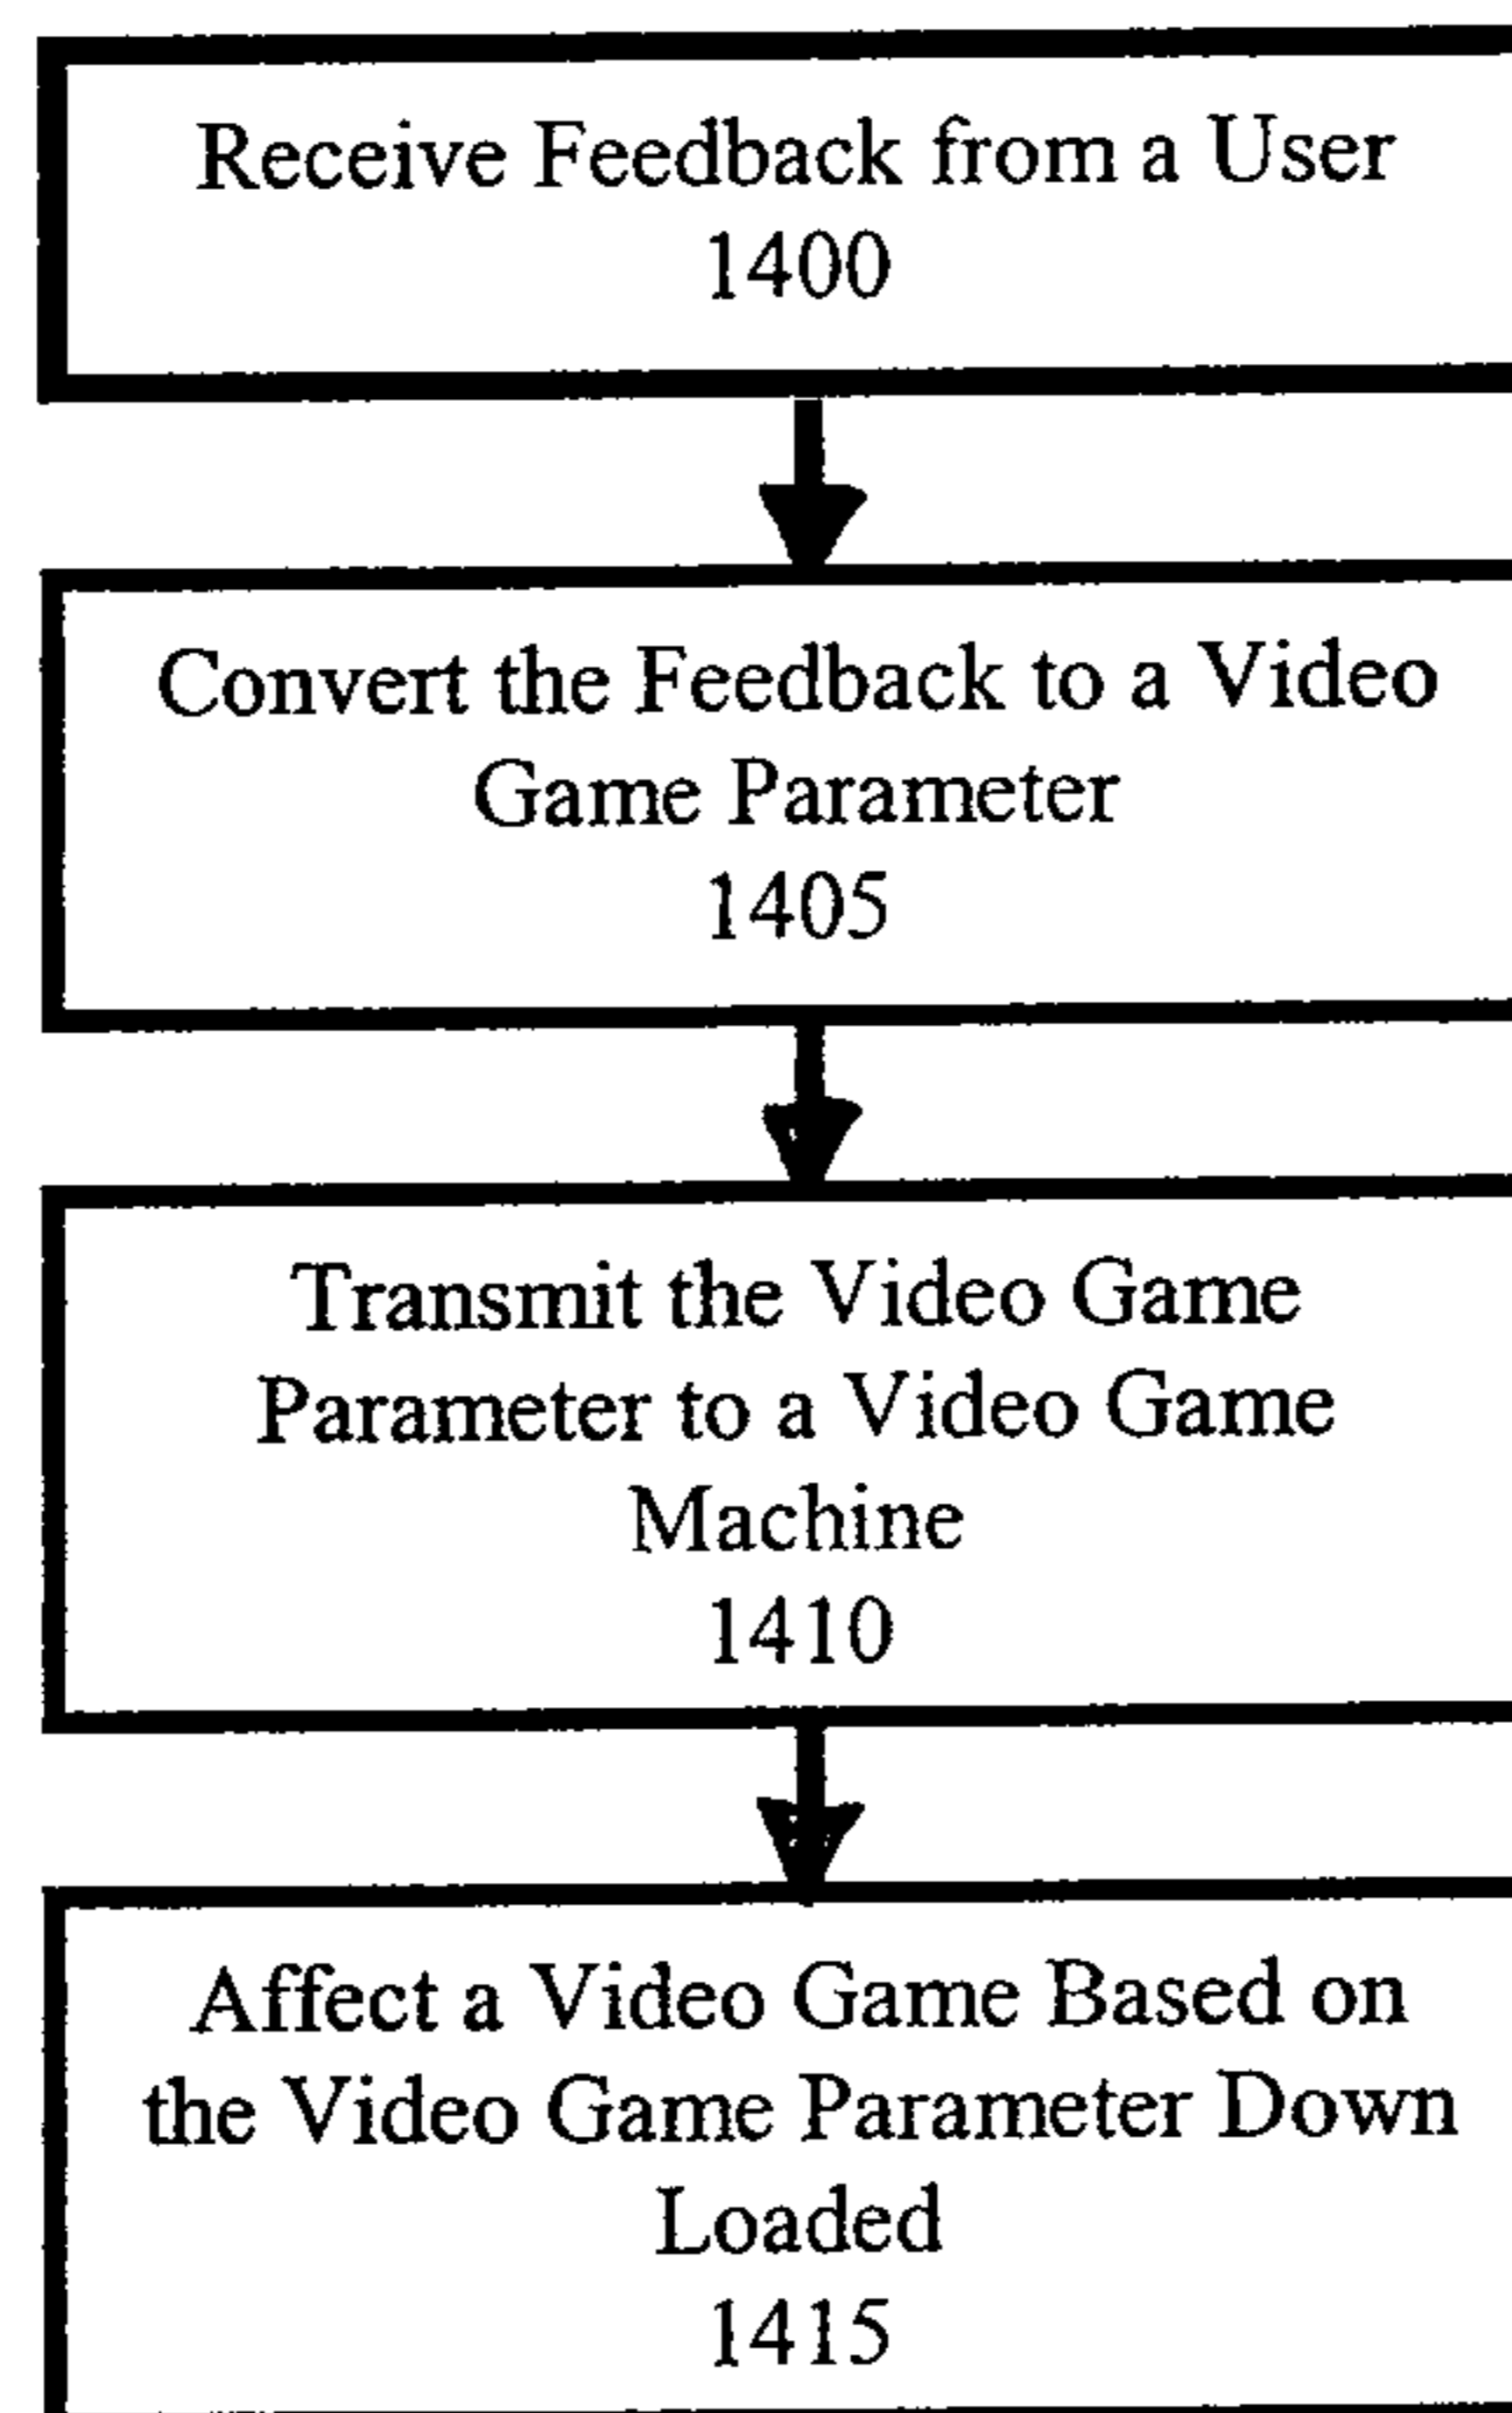 Receive Feedback from a User
1400
Convert the Feedback to a Video
Game Parameter
1405
Transmit the Video Game
Parameter to a Video Game
Machine
1410
Affect a Video Game Based on
the Video Game Parameter Down
Loaded
1415